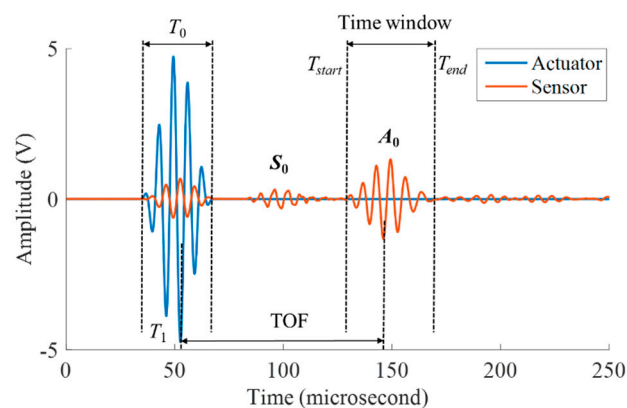 T0
Time window
Tstart
Tend
Actuator
Sensor
S0
A0
T1
TOF
Amplitude (V)
5
0
-5
0 50 100 150 200 250
Time (microsecond)